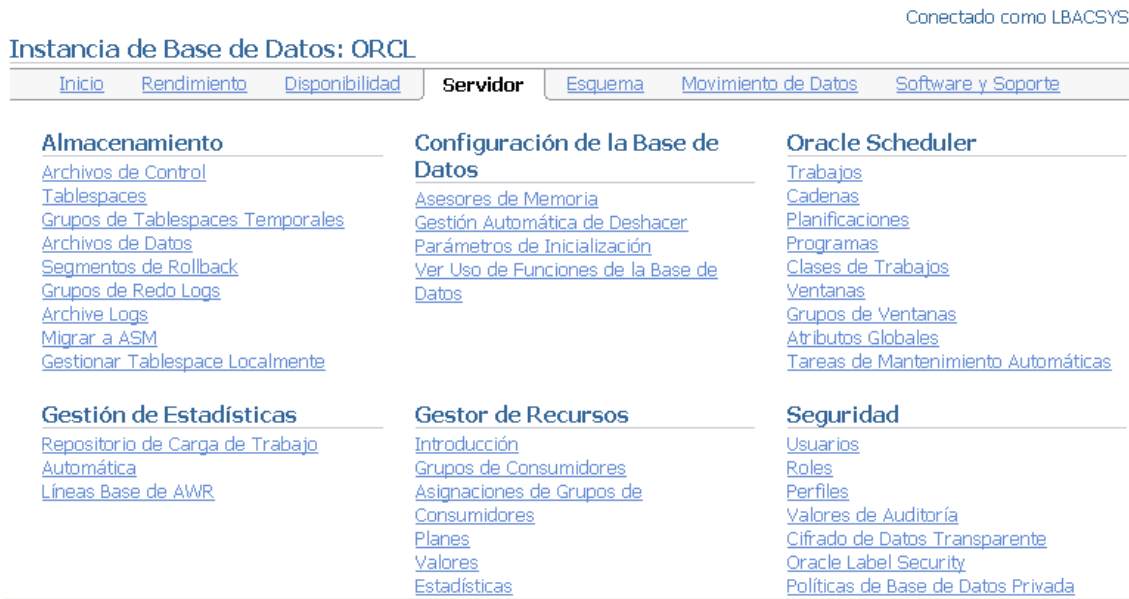 Conectado como LBACSYS
Instancia de Base de Datos: ORCL
Inicio Rendimiento Disponibilidad Servidor Esquema Movimiento de Datos Software y Soporte
Almacenamiento
Archivos de Control
Tablespaces
Grupos de Tablespaces Temporales
Archivos de Datos
Segmentos de Rollback
Grupos de Redo Logs
Archive Logs
Migrar a ASM
Gestionar Tablespace Localmente
Configuración de la Base de
Datos
Asesores de Memoria
Gestión Automática de Deshacer
Parámetros de Inicialización
Ver Uso de Funciones de la Base de
Datos
Oracle Scheduler
Trabajos
Cadenas
Planificaciones
Programas
Clases de Trabajos
Ventanas
Grupos de Ventanas
Atributos Globales
Tareas de Mantenimiento Automáticas
Gestión de Estadísticas
Repositorio de Carga de Trabajo
Automática
Líneas Base de AWR
Gestor de Recursos
Introducción
Grupos de Consumidores
Asignaciones de Grupos de
Consumidores
Planes
Valores
Estadísticas
Seguridad
Usuarios
Roles
Perfiles
Valores de Auditoría
Cifrado de Datos Transparente
Oracle Label Security
Políticas de Base de Datos Privada